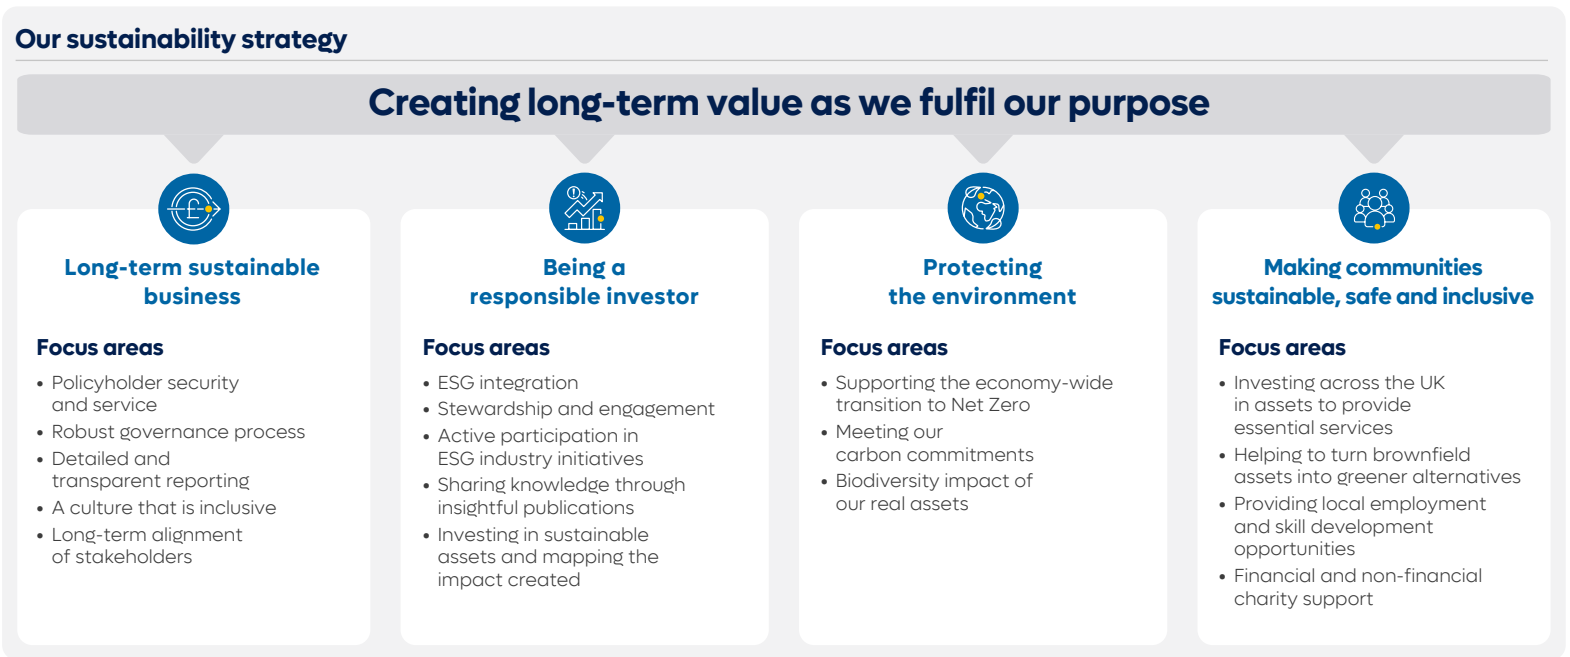 Our sustainability strategy
Creating long-term value as we fulfil our purpose
Long-term sustainable
business
Focus areas
• Policyholder security
and service
• Robust governance process
• Detailed and
transparent reporting
• A culture that is inclusive
• Long-term alignment
of stakeholders
Being a
responsible investor
Focus areas
• ESG integration
• Stewardship and engagement
• Active participation in
ESG industry initiatives
• Sharing knowledge through
insightful publications
• Investing in sustainable
assets and mapping the
impact created
Protecting
the environment
Focus areas
• Supporting the economy-wide
transition to Net Zero
• Meeting our
carbon commitments
• Biodiversity impact of
our real assets
Making communities
sustainable, safe and inclusive
Focus areas
• Investing across the UK
in assets to provide
essential services
• Helping to turn brownfield
assets into greener alternatives
• Providing local employment
and skill development
opportunities
• Financial and non-financial
charity support